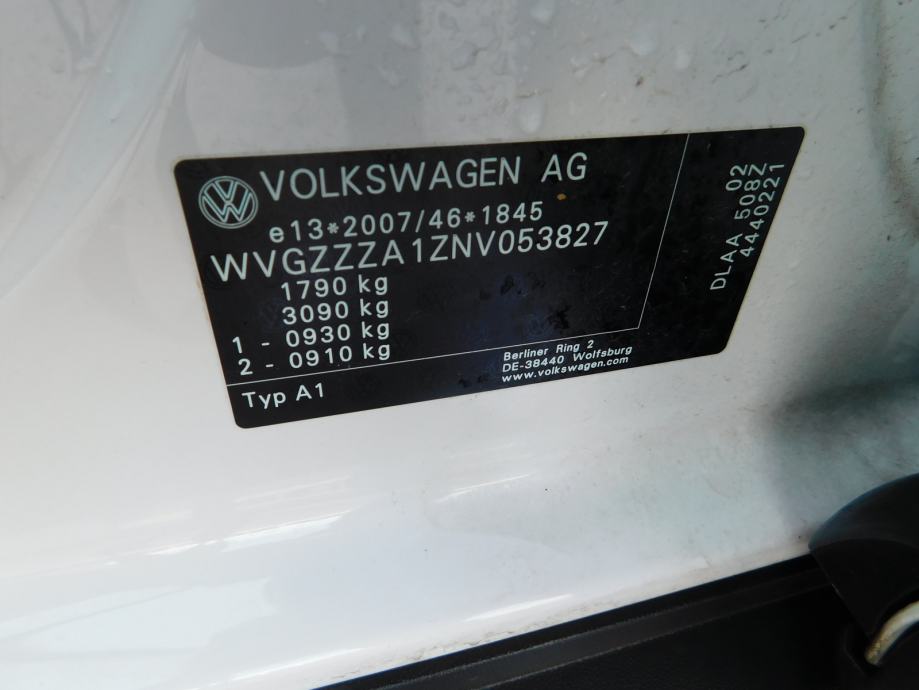 VOLKSWAGEN AG
e13*2007/46*1845
WVGZZZA1ZNV053827
1790 kg
3090 kg
1 - 0930 kg
2 - 0910 kg
Typ A1
Berliner Ring 2
DE-38440 Wolfsburg
www.volkswagen.com
DLAA 508Z 02
4440221